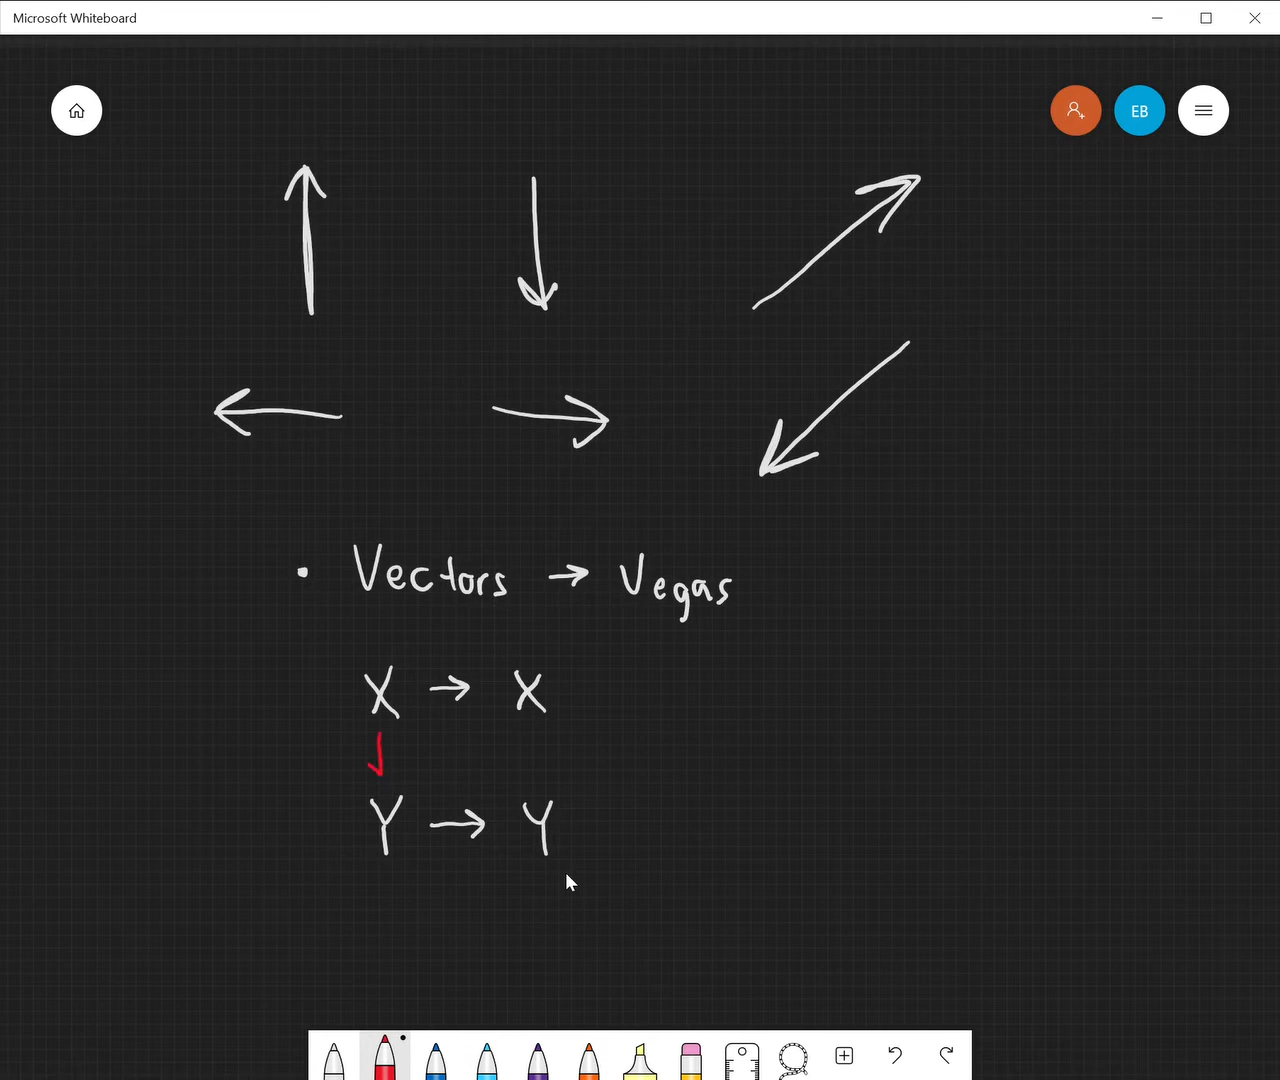 Microsoft Whiteboard
EB
• Vectors → Vegas
X → X
↓
Y → Y